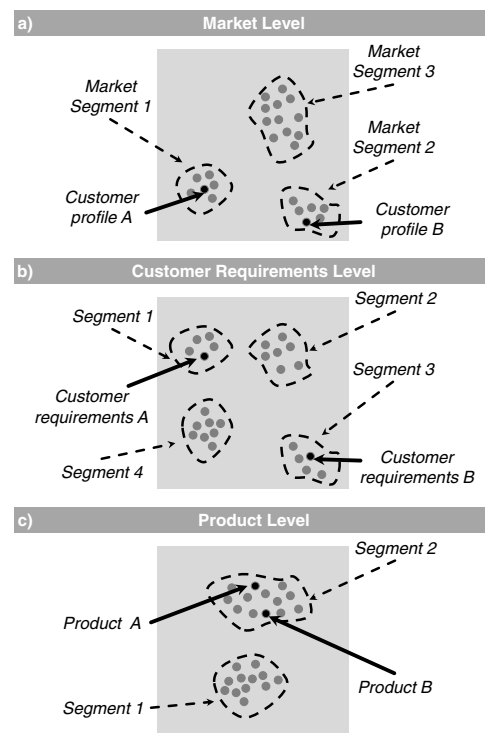 a) Market Level
Market
Segment 3
Market
Segment 1
Market
Segment 2
Customer
profile A
Customer
profile B
b) Customer Requirements Level
Segment 2
Segment 1
Segment 3
Customer
requirements A
Customer
requirements B
Segment 4
c) Product Level
Segment 2
Product A
Product B
Segment 1